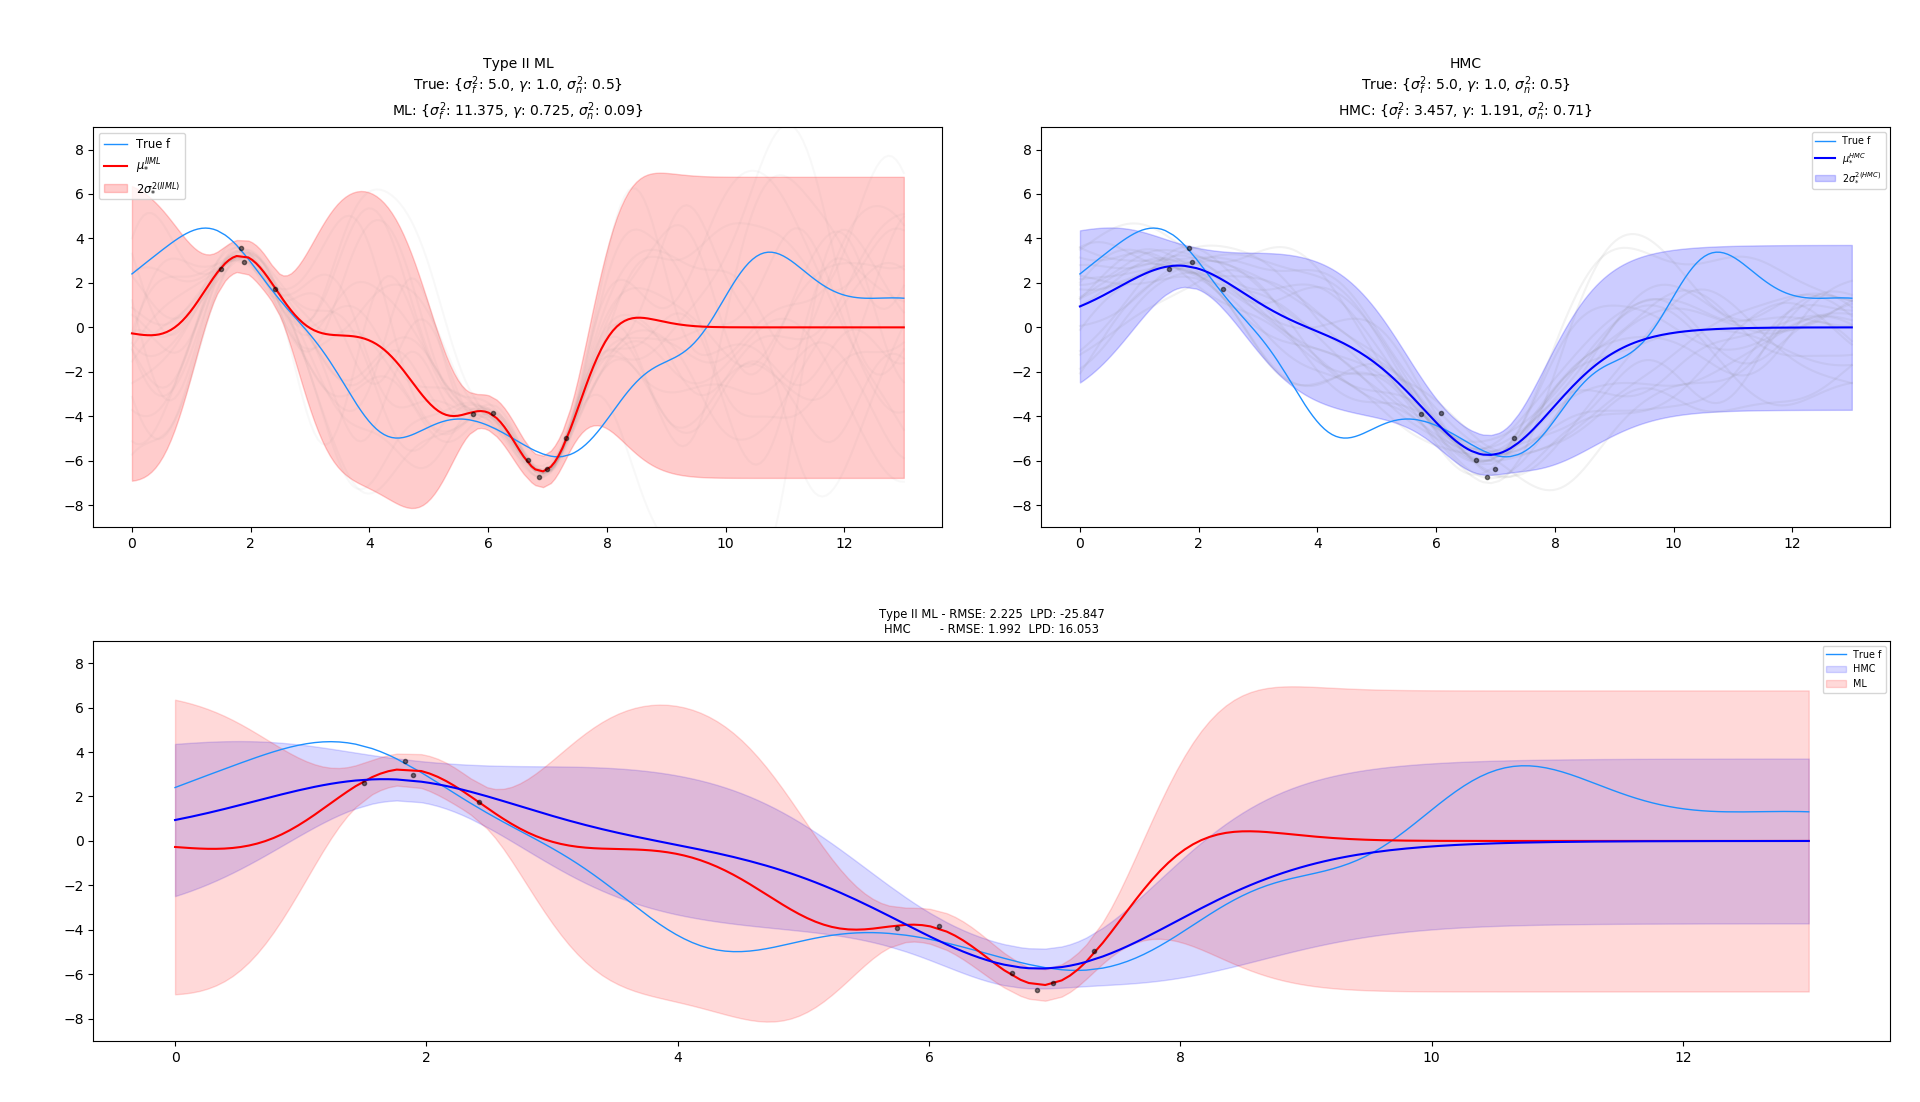 Type II ML
True: {σ_f^2: 5.0, γ: 1.0, σ_n^2: 0.5}
ML: {σ_f^2: 11.375, γ: 0.725, σ_n^2: 0.09}
True f
μ_*^{IIML}
2σ_*^{2(IIML)}
8
6
4
2
0
−2
−4
−6
−8
0 2 4 6 8 10 12
HMC
True: {σ_f^2: 5.0, γ: 1.0, σ_n^2: 0.5}
HMC: {σ_f^2: 3.457, γ: 1.191, σ_n^2: 0.71}
True f
μ_*^{HMC}
2σ_*^{2(HMC)}
8
6
4
2
0
−2
−4
−6
−8
0 2 4 6 8 10 12
Type II ML - RMSE: 2.225 LPD: -25.847
HMC - RMSE: 1.992 LPD: 16.053
True f
HMC
ML
8
6
4
2
0
−2
−4
−6
−8
0 2 4 6 8 10 12